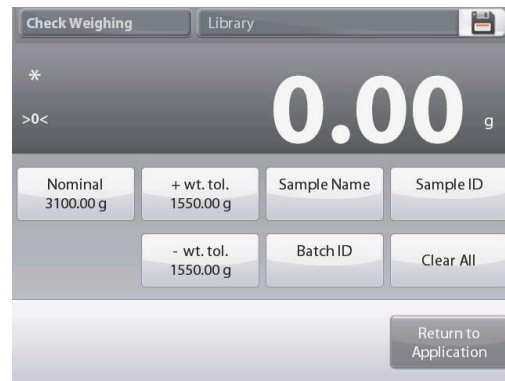 Check Weighing
Library
*
>0<
0.00 g
Nominal
3100.00 g
+ wt. tol.
1550.00 g
Sample Name
Sample ID
- wt. tol.
1550.00 g
Batch ID
Clear All
Return to
Application